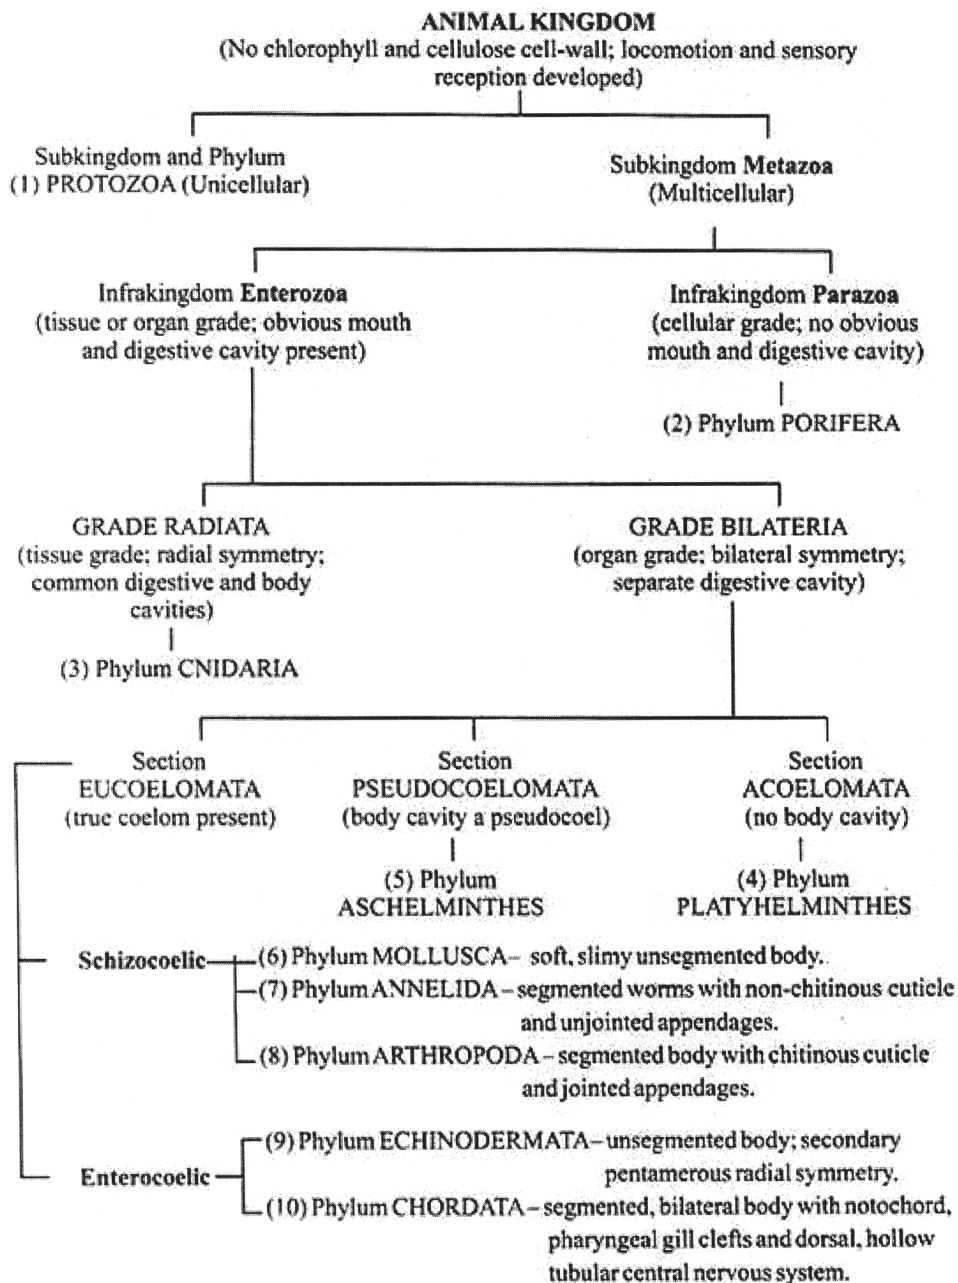 ANIMAL KINGDOM
(No chlorophyll and cellulose cell-wall; locomotion and sensory
reception developed)
Subkingdom and Phylum
(1) PROTOZOA (Unicellular)
Subkingdom Metazoa
(Multicellular)
Infrakingdom Enterozoa
(tissue or organ grade; obvious mouth
and digestive cavity present)
Infrakingdom Parazoa
(cellular grade; no obvious
mouth and digestive cavity)
(2) Phylum PORIFERA
GRADE RADIATA
(tissue grade; radial symmetry;
common digestive and body
cavities)
(3) Phylum CNIDARIA
GRADE BILATERIA
(organ grade; bilateral symmetry;
separate digestive cavity)
Section
EUCOELOMATA
(true coelom present)
Section
PSEUDOCOELOMATA
(body cavity a pseudocoel)
(5) Phylum
ASCHELMINTHES
Section
ACOELOMATA
(no body cavity)
(4) Phylum
PLATYHELMINTHES
Schizocoelic
(6) Phylum MOLLUSCA – soft, slimy unsegmented body.
(7) Phylum ANNELIDA – segmented worms with non-chitinous cuticle
and unjointed appendages.
(8) Phylum ARTHROPODA – segmented body with chitinous cuticle
and jointed appendages.
Enterocoelic
(9) Phylum ECHINODERMATA – unsegmented body; secondary
pentamerous radial symmetry.
(10) Phylum CHORDATA – segmented, bilateral body with notochord,
pharyngeal gill clefts and dorsal, hollow
tubular central nervous system.